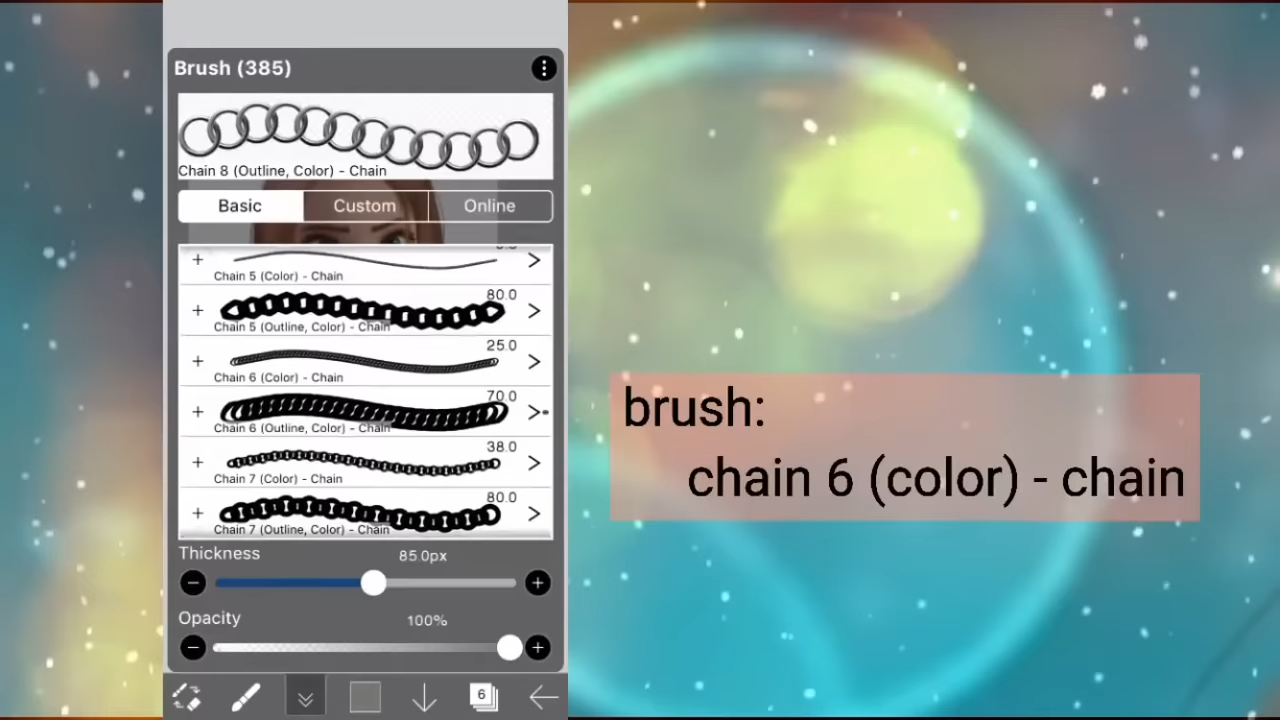 Brush (385)
Chain 8 (Outline, Color) - Chain
Basic Custom Online
Chain 5 (Color) - Chain
80.0
Chain 5 (Outline, Color) - Chain
25.0
Chain 6 (Color) - Chain
70.0
Chain 6 (Outline, Color) - Chain
38.0
Chain 7 (Color) - Chain
80.0
Chain 7 (Outline, Color) - Chain
Thickness 85.0px
Opacity 100%
6
brush:
chain 6 (color) - chain